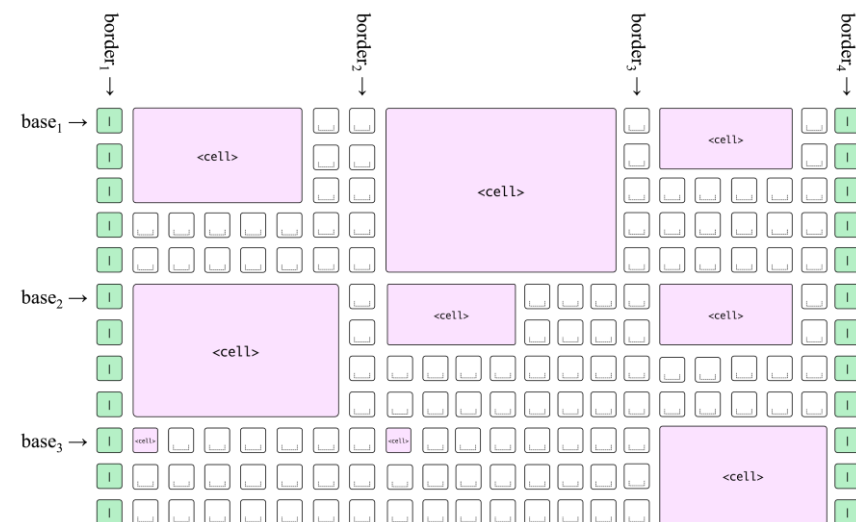 border1 → border2 → border3 → border4 →
base1 → | <cell> <cell> <cell> |
|
|
|
|
base2 → | <cell> <cell> <cell> |
|
|
|
base3 → | <cell> <cell> <cell> |
|
|